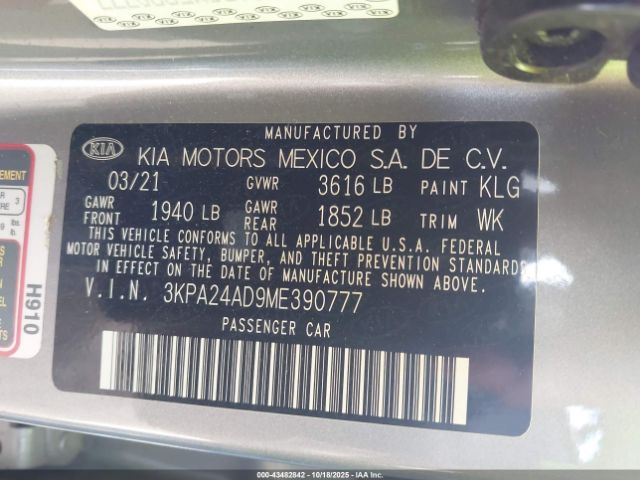 MANUFACTURED BY
KIA KIA MOTORS MEXICO S.A. DE C.V.
03/21 GVWR 3616 LB PAINT KLG
GAWR FRONT 1940 LB GAWR REAR 1852 LB TRIM WK
THIS VEHICLE CONFORMS TO ALL APPLICABLE U.S.A. FEDERAL
MOTOR VEHICLE SAFETY, BUMPER, AND THEFT PREVENTION STANDARDS
IN EFFECT ON THE DATE OF MANUFACTURE SHOWN ABOVE.
V.I.N. 3KPA24AD9ME390777
PASSENGER CAR
H910
000-43482842 - 10/18/2025 - IAAI.COM